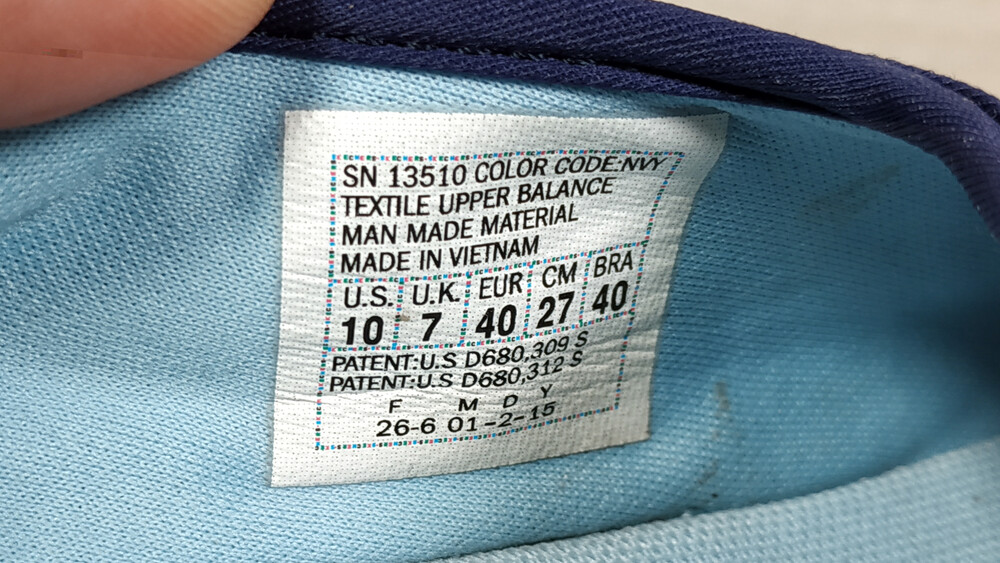 SN 13510 COLOR CODE:NVY
TEXTILE UPPER BALANCE
MAN MADE MATERIAL
MADE IN VIETNAM
U.S. U.K. EUR CM BRA
10 7 40 27 40
PATENT:U.S D680,309 S
PATENT:U.S D680,312 S
F M D Y
26-6 01-2-15